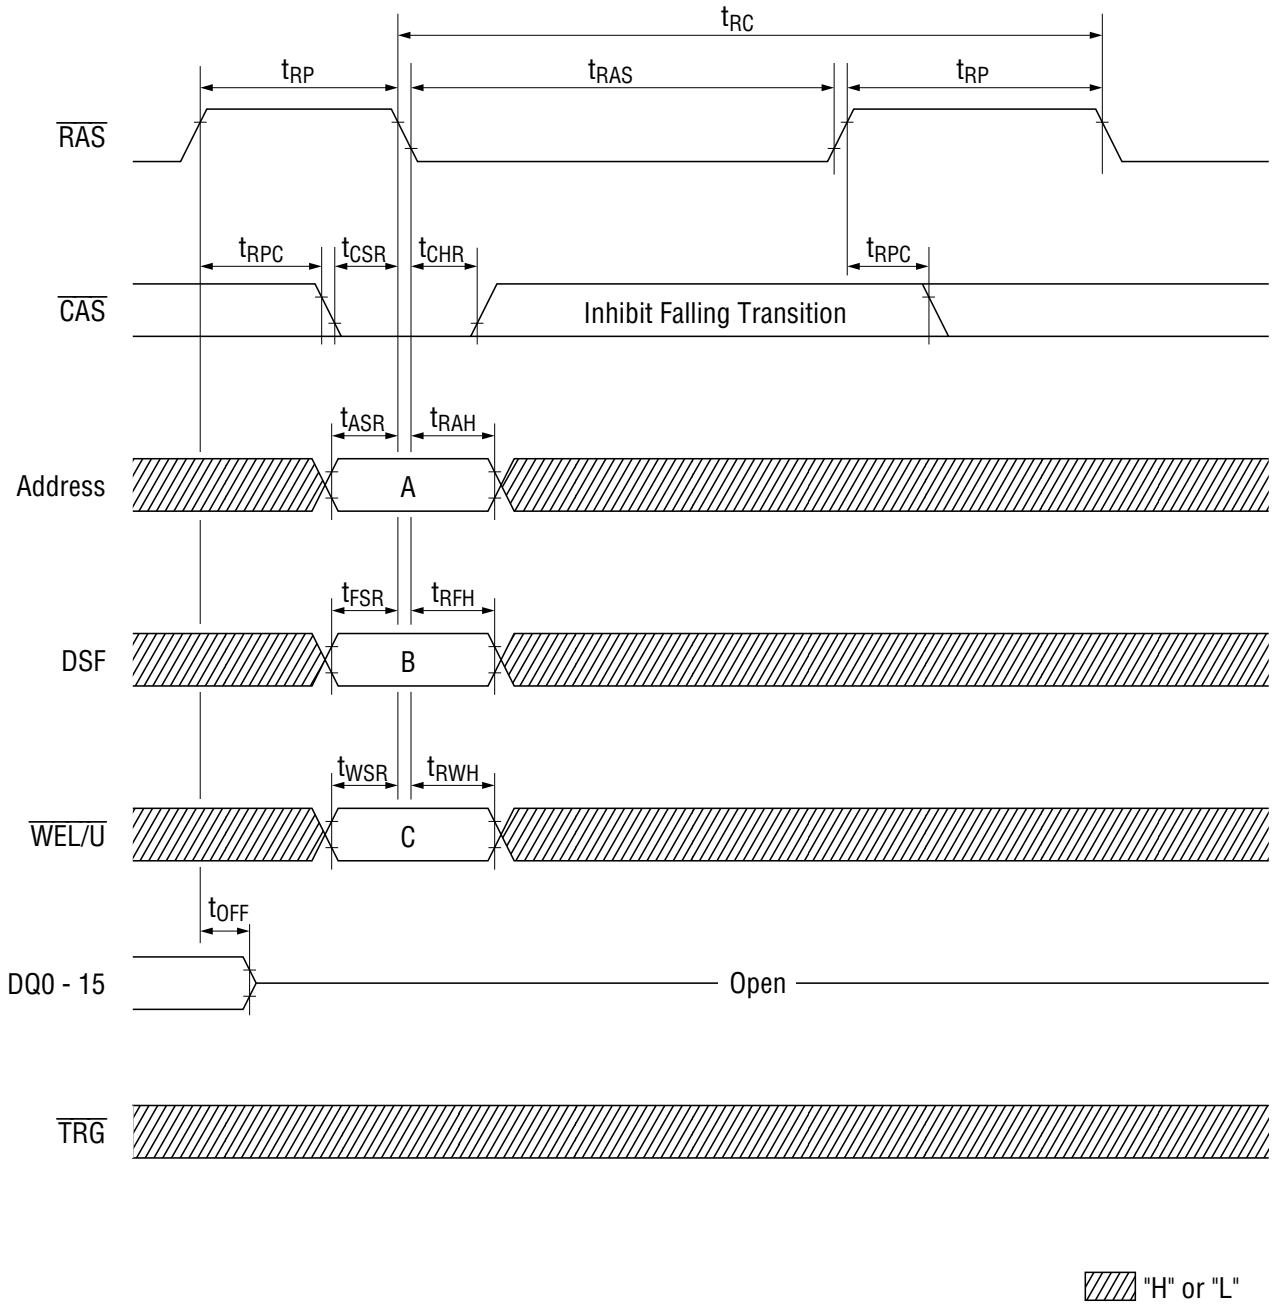 tRC
tRP tRAS tRP
RAS
tRPC tCSR tCHR tRPC
CAS Inhibit Falling Transition
tASR tRAH
Address A
tFSR tRFH
DSF B
tWSR tRWH
WEL/U C
tOFF
DQ0 - 15 Open
TRG
"H" or "L"